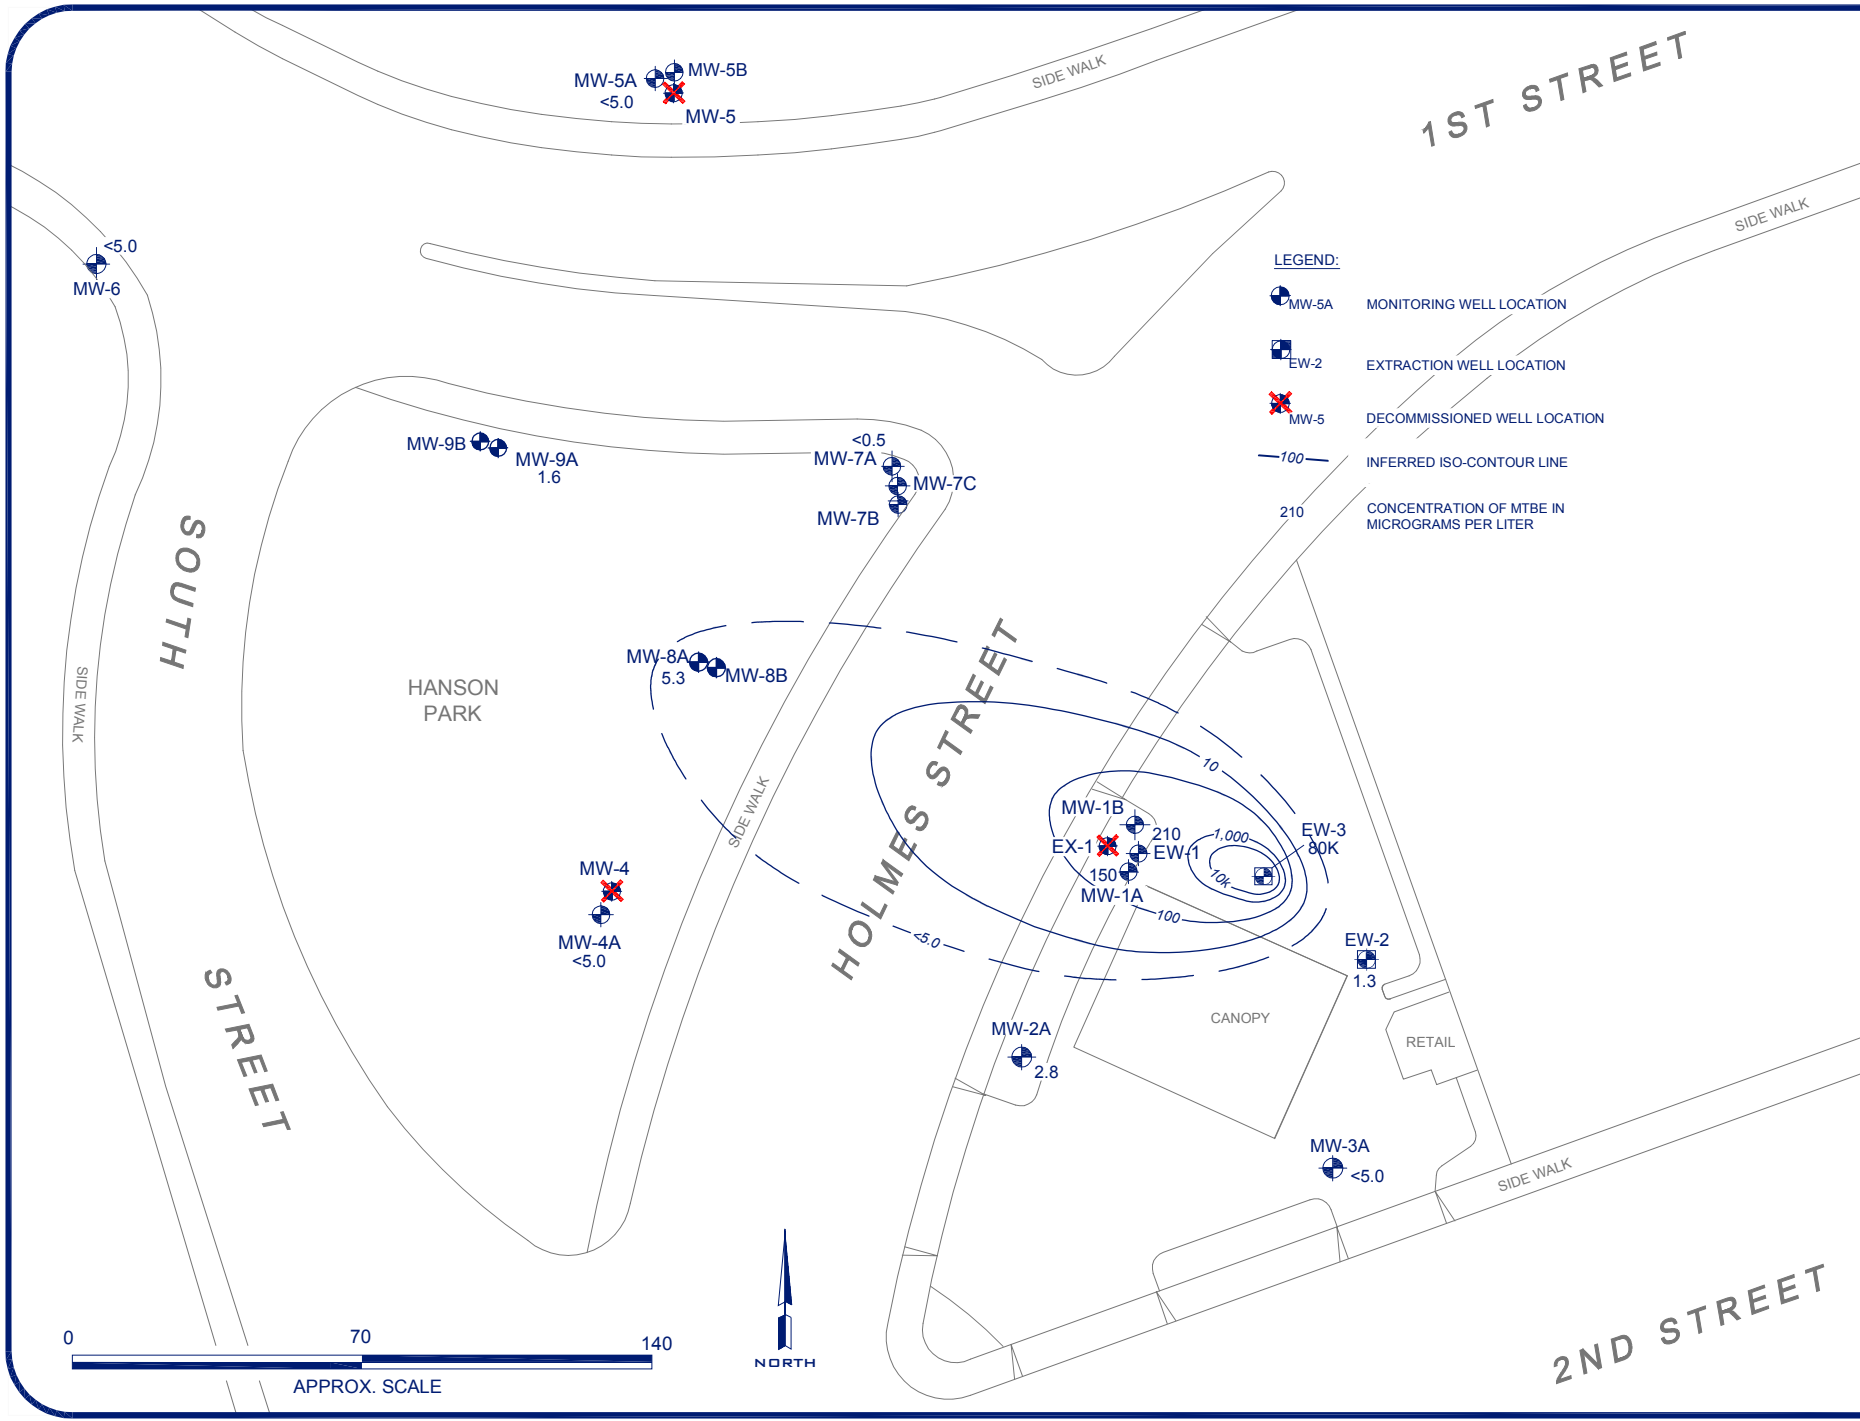 MW-5A
MW-5B
<5.0
MW-5
SIDE WALK
1ST STREET
SIDE WALK
<5.0
MW-6
LEGEND:
MW-5A MONITORING WELL LOCATION
EW-2 EXTRACTION WELL LOCATION
MW-5 DECOMMISSIONED WELL LOCATION
100 INFERRED ISO-CONTOUR LINE
210 CONCENTRATION OF MTBE IN
MICROGRAMS PER LITER
MW-9B
MW-9A
1.6
<0.5
MW-7A
MW-7C
MW-7B
SOUTH
STREET
SIDE WALK
HANSON
PARK
MW-8A
5.3
MW-8B
SIDE WALK
HOLMES STREET
10
MW-1B
210
EX-1
EW-1
150
MW-1A
1,000
10k
100
EW-3
80K
<5.0
MW-4
MW-4A
<5.0
EW-2
1.3
CANOPY
RETAIL
MW-2A
2.8
MW-3A
<5.0
SIDE WALK
2ND STREET
0 70 140
APPROX. SCALE
NORTH